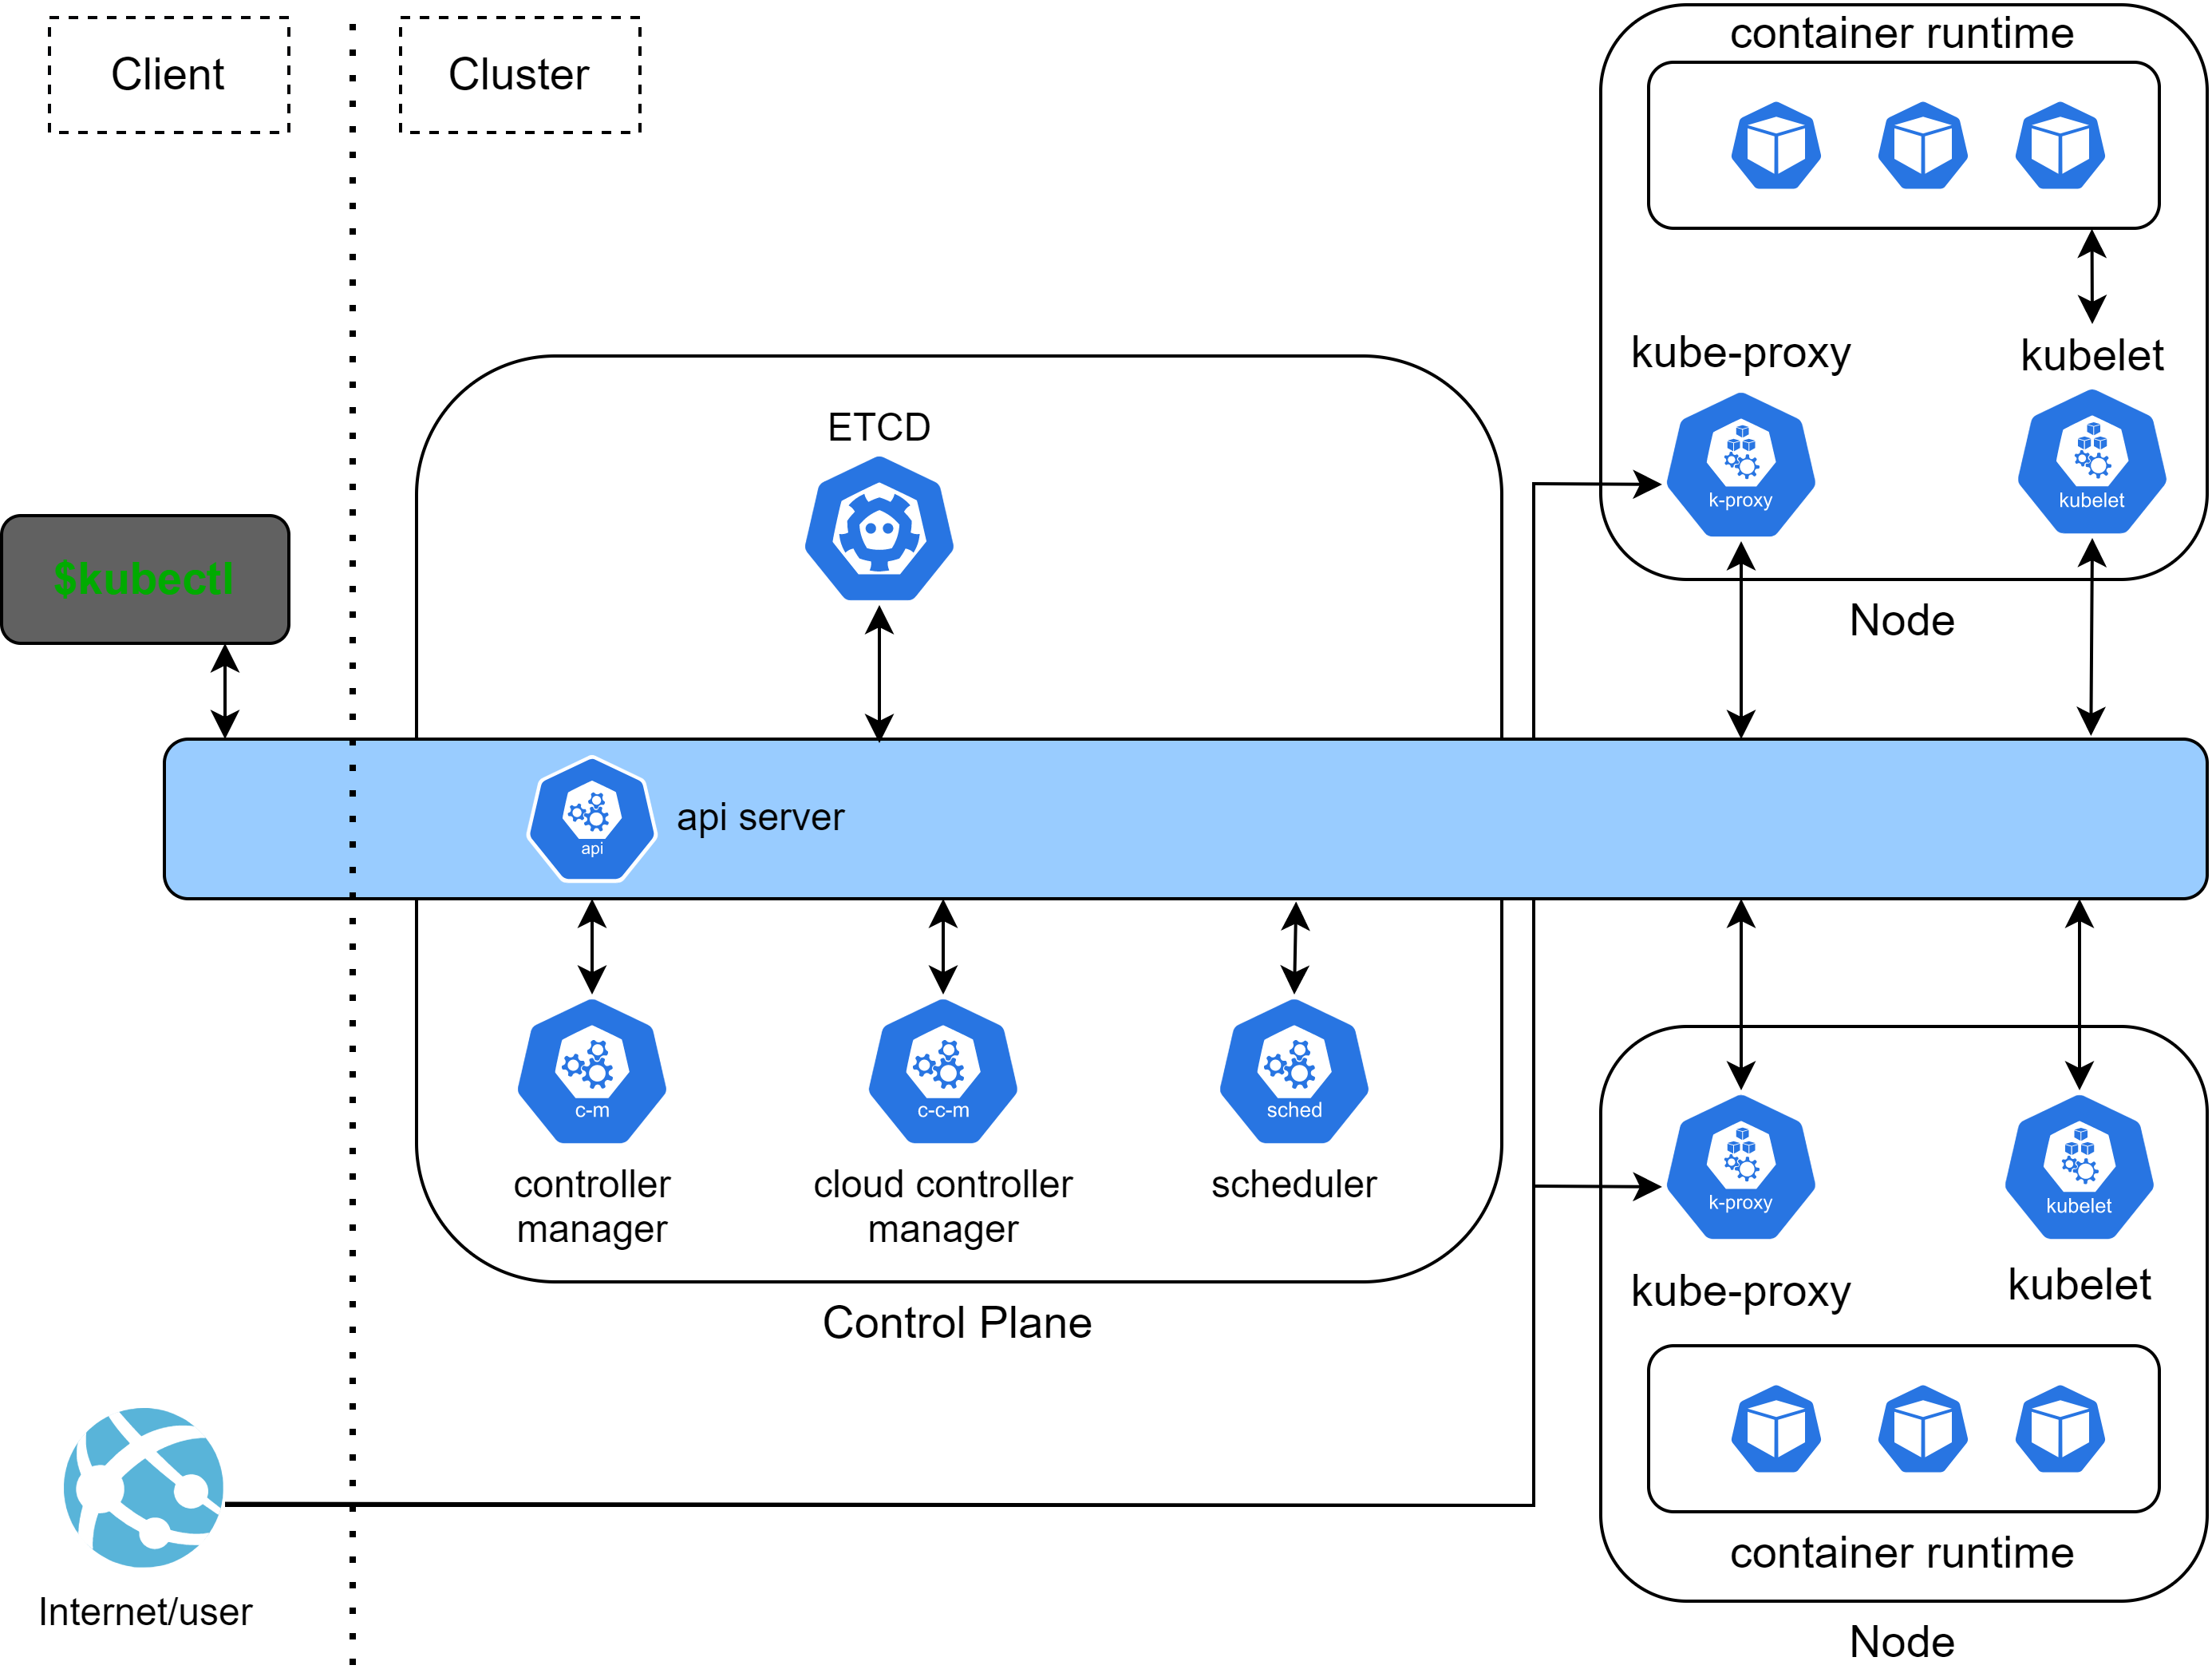 Client
Cluster
container runtime
kube-proxy
kubelet
k-proxy
kubelet
Node
ETCD
$kubectl
api
api server
c-m
c-c-m
sched
controller
manager
cloud controller
manager
scheduler
Control Plane
k-proxy
kubelet
kube-proxy
kubelet
container runtime
Node
Internet/user